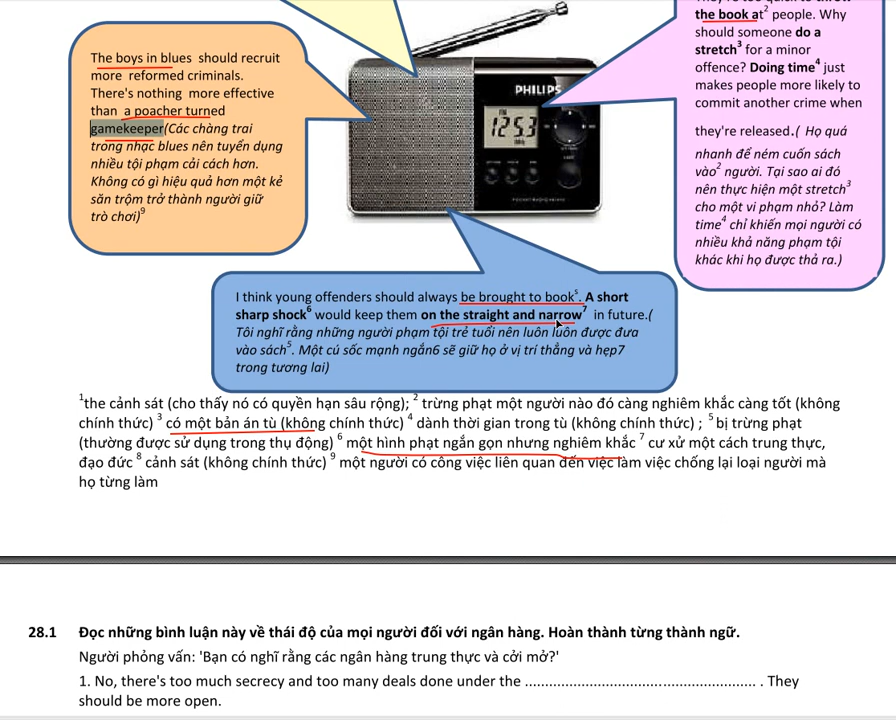 the book at² people. Why
should someone do a
stretch³ for a minor
offence? Doing time⁴ just
makes people more likely to
commit another crime when
they're released.( Họ quá
nhanh để ném cuốn sách
vào² người. Tại sao ai đó
nên thực hiện một stretch³
cho một vi phạm nhỏ? Làm
time⁴ chỉ khiến mọi người có
nhiều khả năng phạm tội
khác khi họ được thả ra.)
The boys in blues should recruit
more reformed criminals.
There's nothing more effective
than a poacher turned
gamekeeper(Các chàng trai
trong nhạc blues nên tuyển dụng
nhiều tội phạm cải cách hơn.
Không có gì hiệu quả hơn một kẻ
săn trộm trở thành người giữ
trò chơi)⁹
PHILIPS
FM
12:53
I think young offenders should always be brought to book⁵. A short
sharp shock⁶ would keep them on the straight and narrow⁷ in future.(
Tôi nghĩ rằng những người phạm tội trẻ tuổi nên luôn luôn được đưa
vào sách⁵. Một cú sốc mạnh ngắn6 sẽ giữ họ ở vị trí thẳng và hẹp7
trong tương lai)
¹the cảnh sát (cho thấy nó có quyền hạn sâu rộng); ² trừng phạt một người nào đó càng nghiêm khắc càng tốt (không
chính thức) ³ có một bản án tù (không chính thức) ⁴ dành thời gian trong tù (không chính thức) ; ⁵ bị trừng phạt
(thường được sử dụng trong thụ động) ⁶ một hình phạt ngắn gọn nhưng nghiêm khắc ⁷ cư xử một cách trung thực,
đạo đức ⁸ cảnh sát (không chính thức) ⁹ một người có công việc liên quan đến việc làm việc chống lại loại người mà
họ từng làm
28.1 Đọc những bình luận này về thái độ của mọi người đối với ngân hàng. Hoàn thành từng thành ngữ.
Người phỏng vấn: 'Bạn có nghĩ rằng các ngân hàng trung thực và cởi mở?'
1. No, there's too much secrecy and too many deals done under the ........................................................ . They
should be more open.